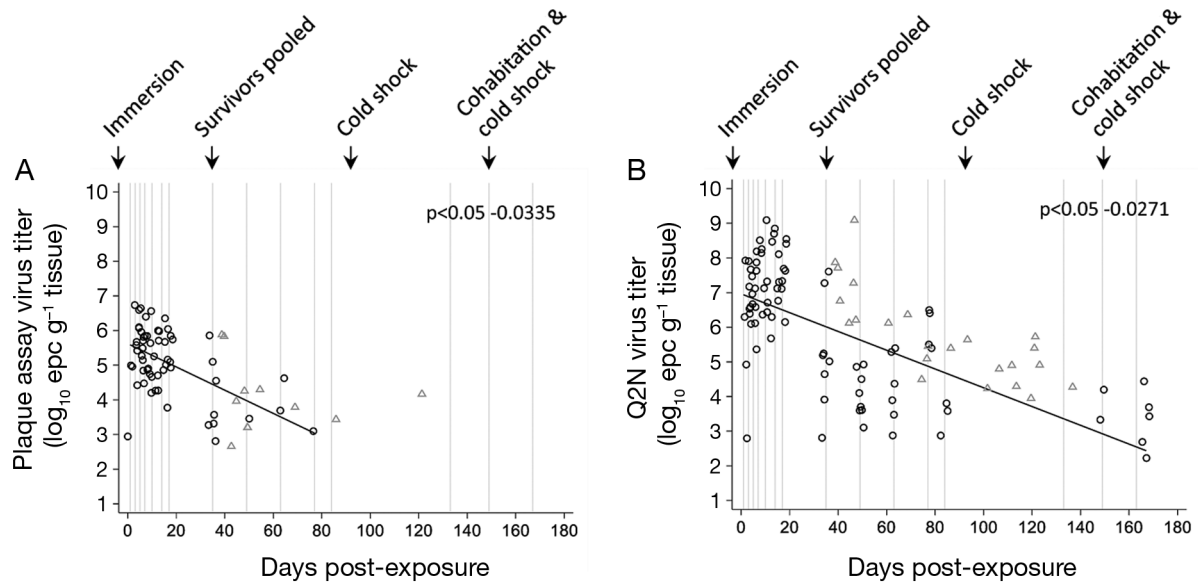 Immersion
Survivors pooled
Cold shock
Cohabitation &
cold shock
A
p<0.05 -0.0335
10
9
8
7
6
5
4
3
2
1
Plaque assay virus titer
(log10 epc g–1 tissue)
0 20 40 60 80 100 120 140 160 180
Days post-exposure
Immersion
Survivors pooled
Cold shock
Cohabitation &
cold shock
B
p<0.05 -0.0271
10
9
8
7
6
5
4
3
2
1
Q2N virus titer
(log10 epc g–1 tissue)
0 20 40 60 80 100 120 140 160 180
Days post-exposure